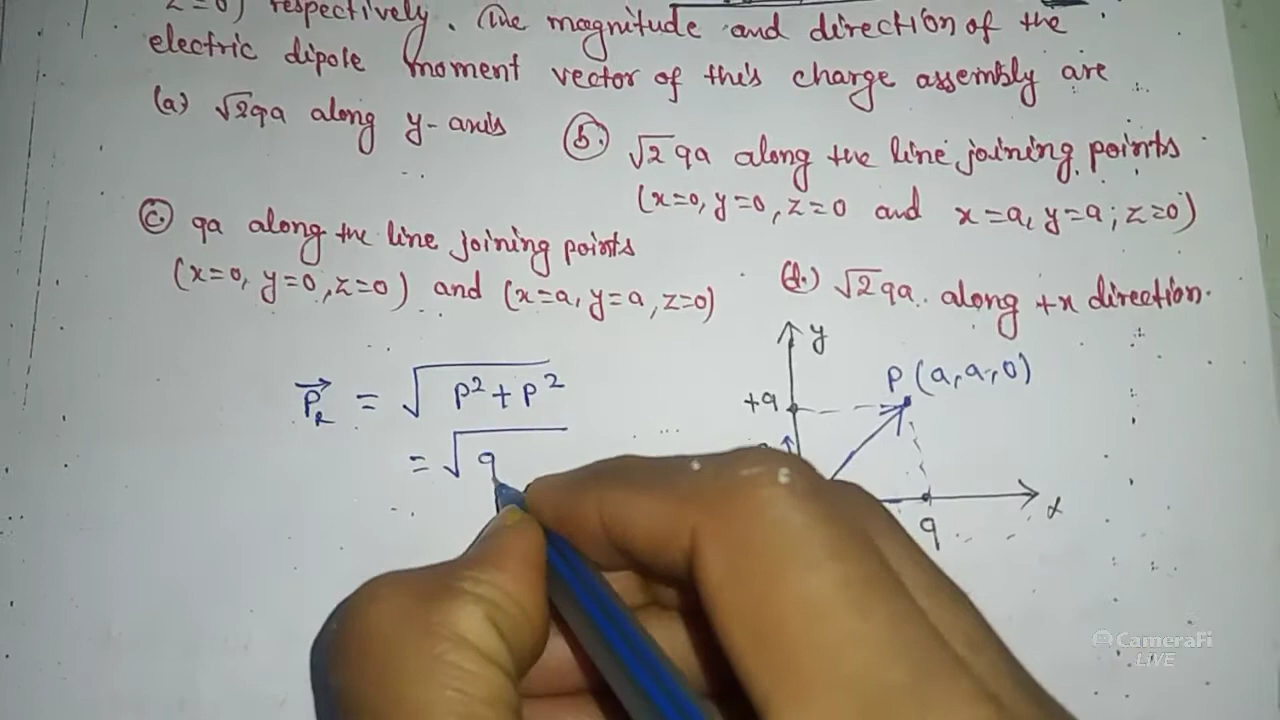 z=0) respectively. The magnitude and direction of the
electric dipole moment vector of this charge assembly are
(a) √2qa along y-axis
(b.) √2 qa along the line joining points
(x=0, y=0, z=0 and x=a, y=a; z=0)
(c.) qa along the line joining points
(x=0, y=0, z=0) and (x=a, y=a, z=0)
(d.) √2qa. along +x direction.
y
P (a,a,0)
+q
P⃗R = √P²+P²
= √q
x
q
CameraFi
LIVE